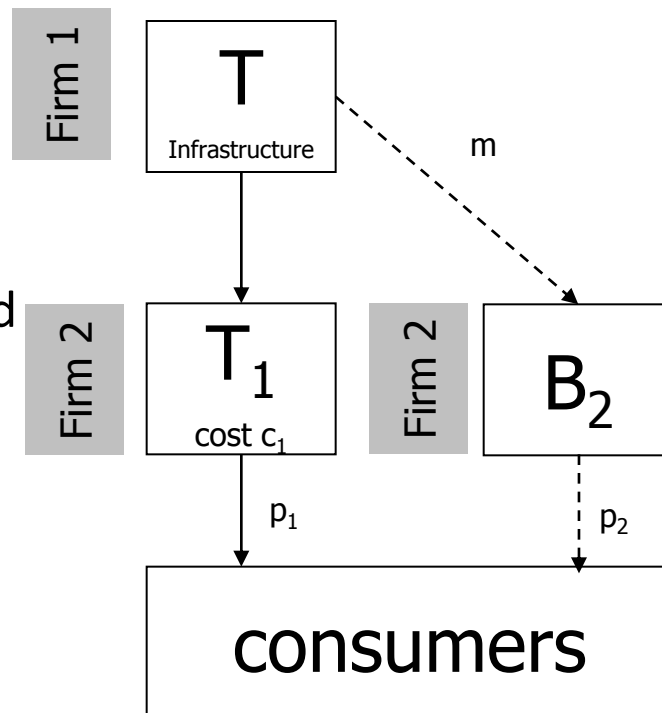 Firm 1
T
Infrastructure
m
d
Firm 2
T₁
cost c₁
Firm 2
B₂
p₁
p₂
consumers